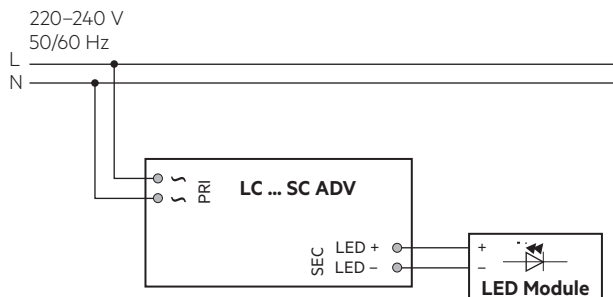 220–240 V
50/60 Hz
L
N
~ PRI LC ... SC ADV
~
SEC LED + +
LED – –
LED Module